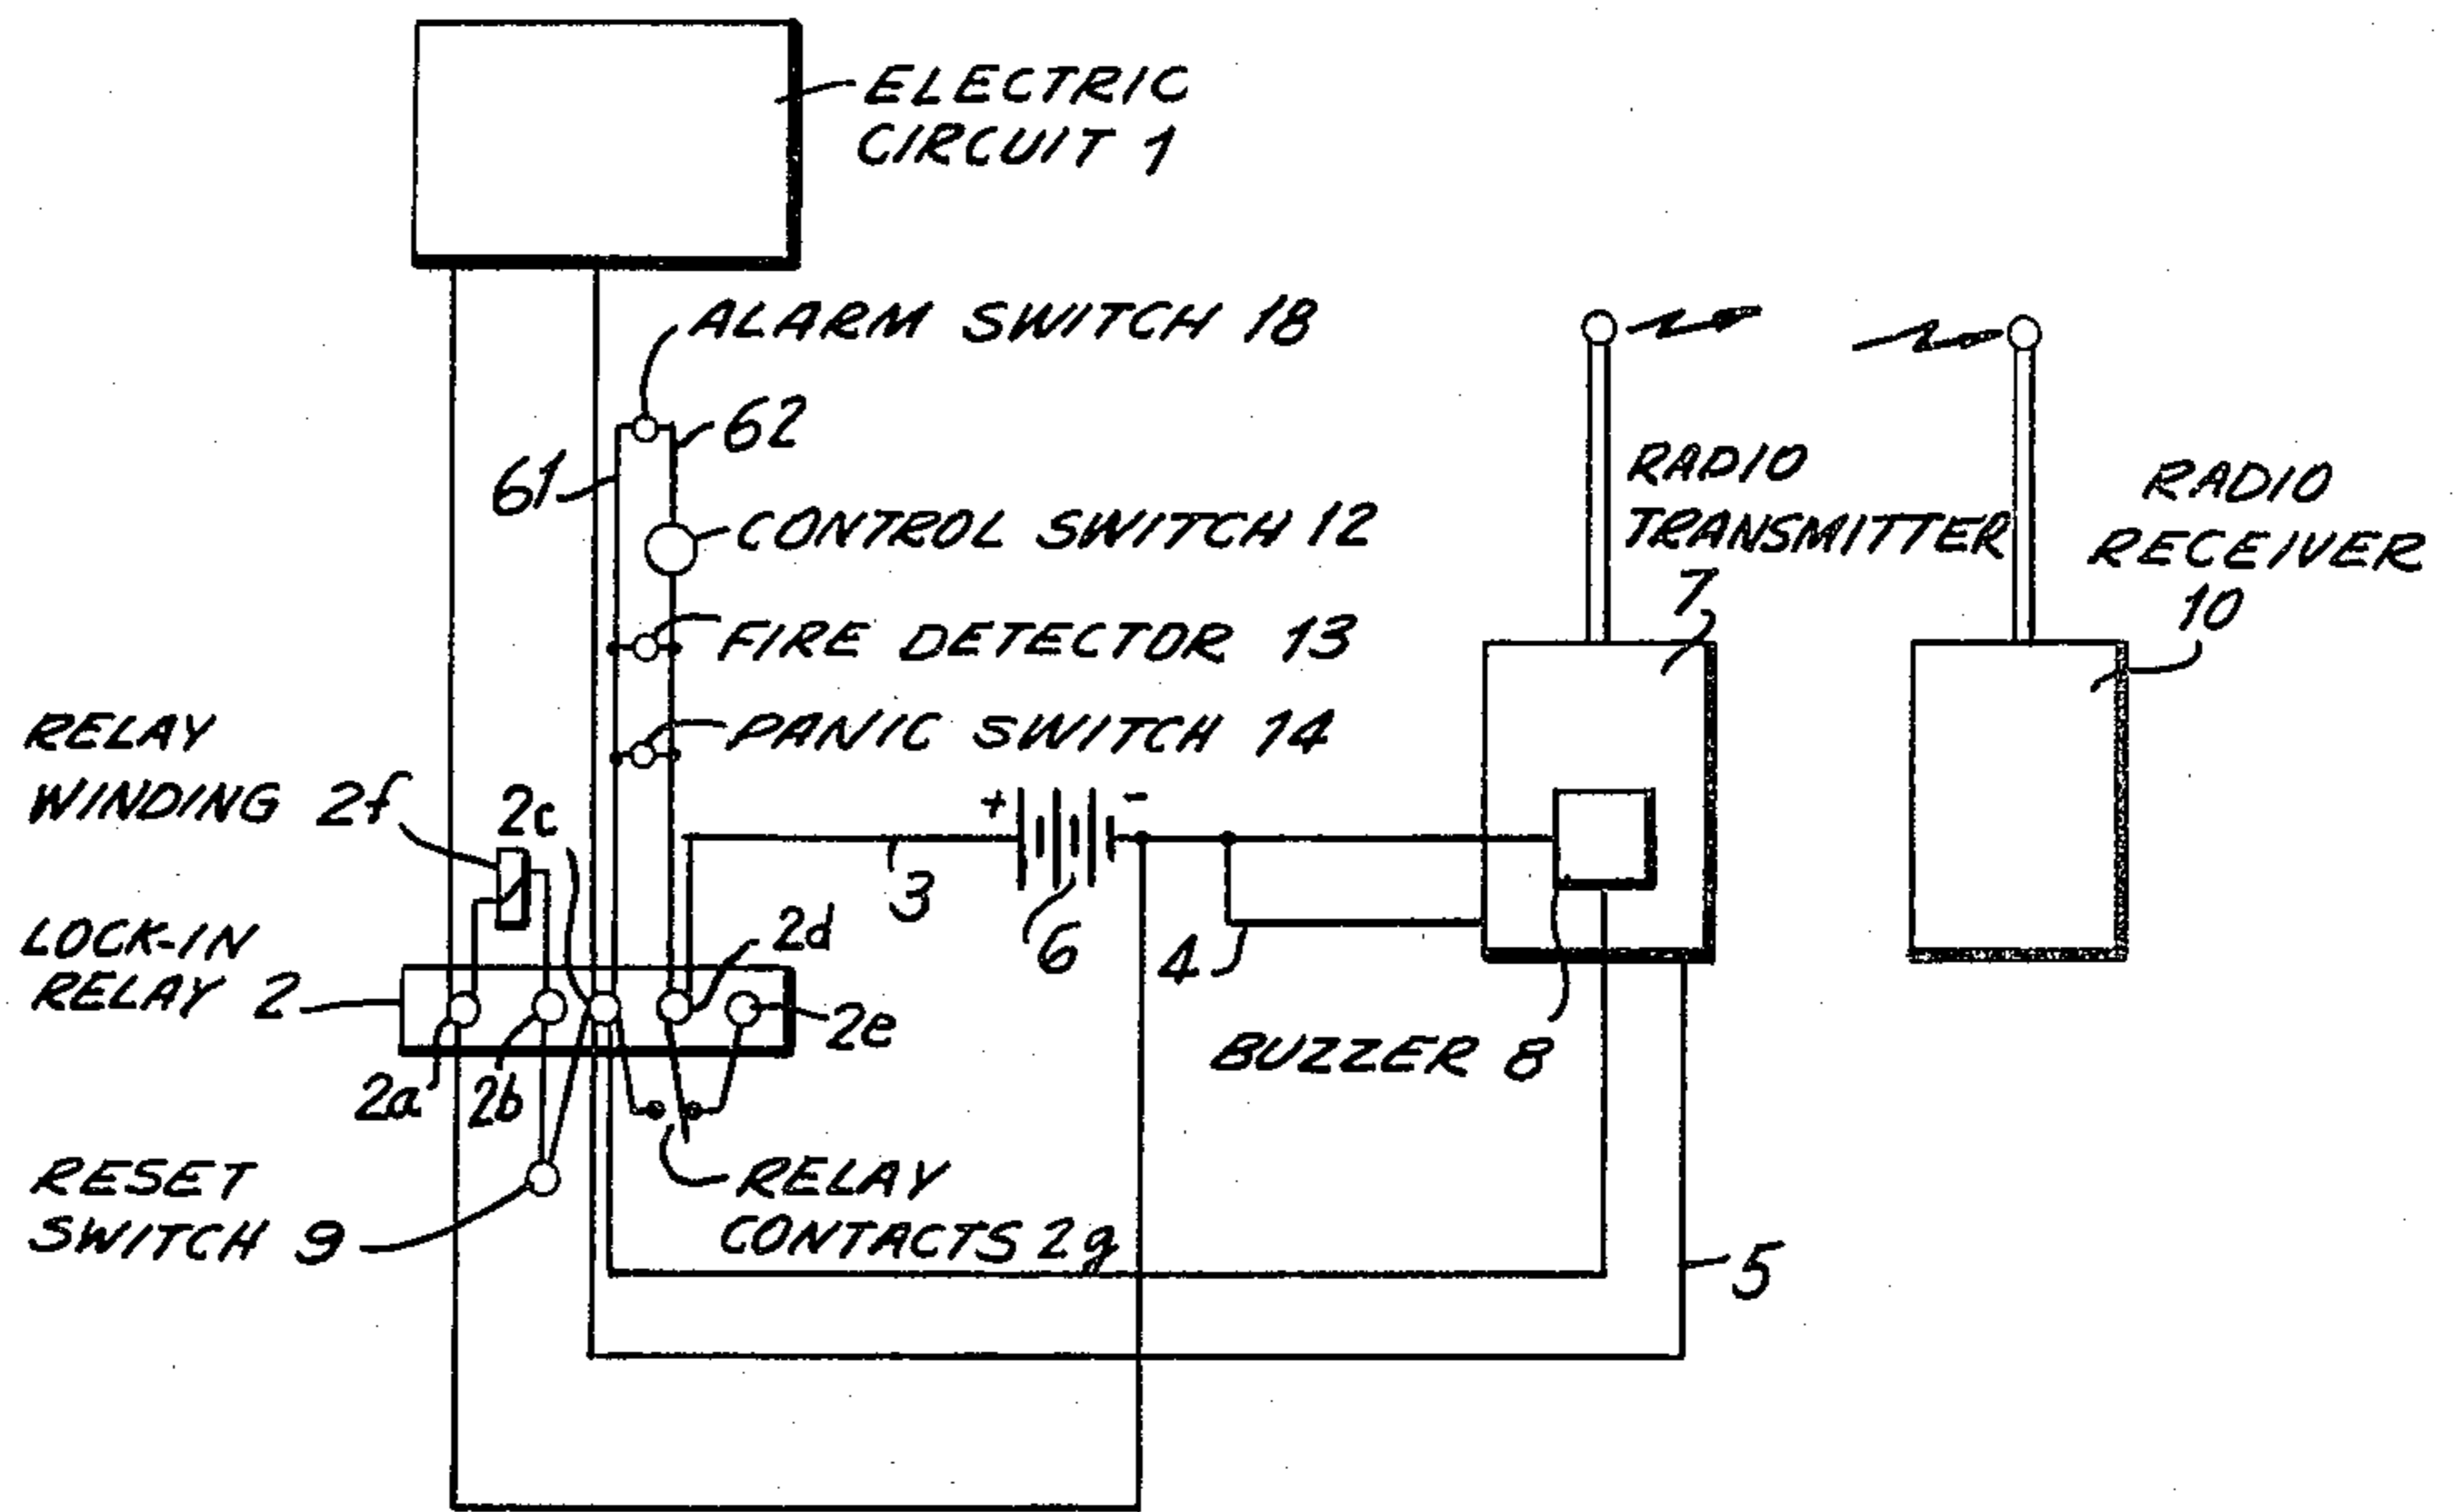 ELECTRIC
CIRCUIT 1
ALARM SWITCH 18
62
61
CONTROL SWITCH 12
RADIO
TRANSMITTER
7
RADIO
RECEIVER
10
FIRE DETECTOR 13
PANIC SWITCH 14
RELAY
WINDING 2f
2c
+
-
3
6
4
2d
LOCK-IN
RELAY 2
2e
BUZZER 8
2a
2b
RESET
SWITCH 9
RELAY
CONTACTS 2g
5